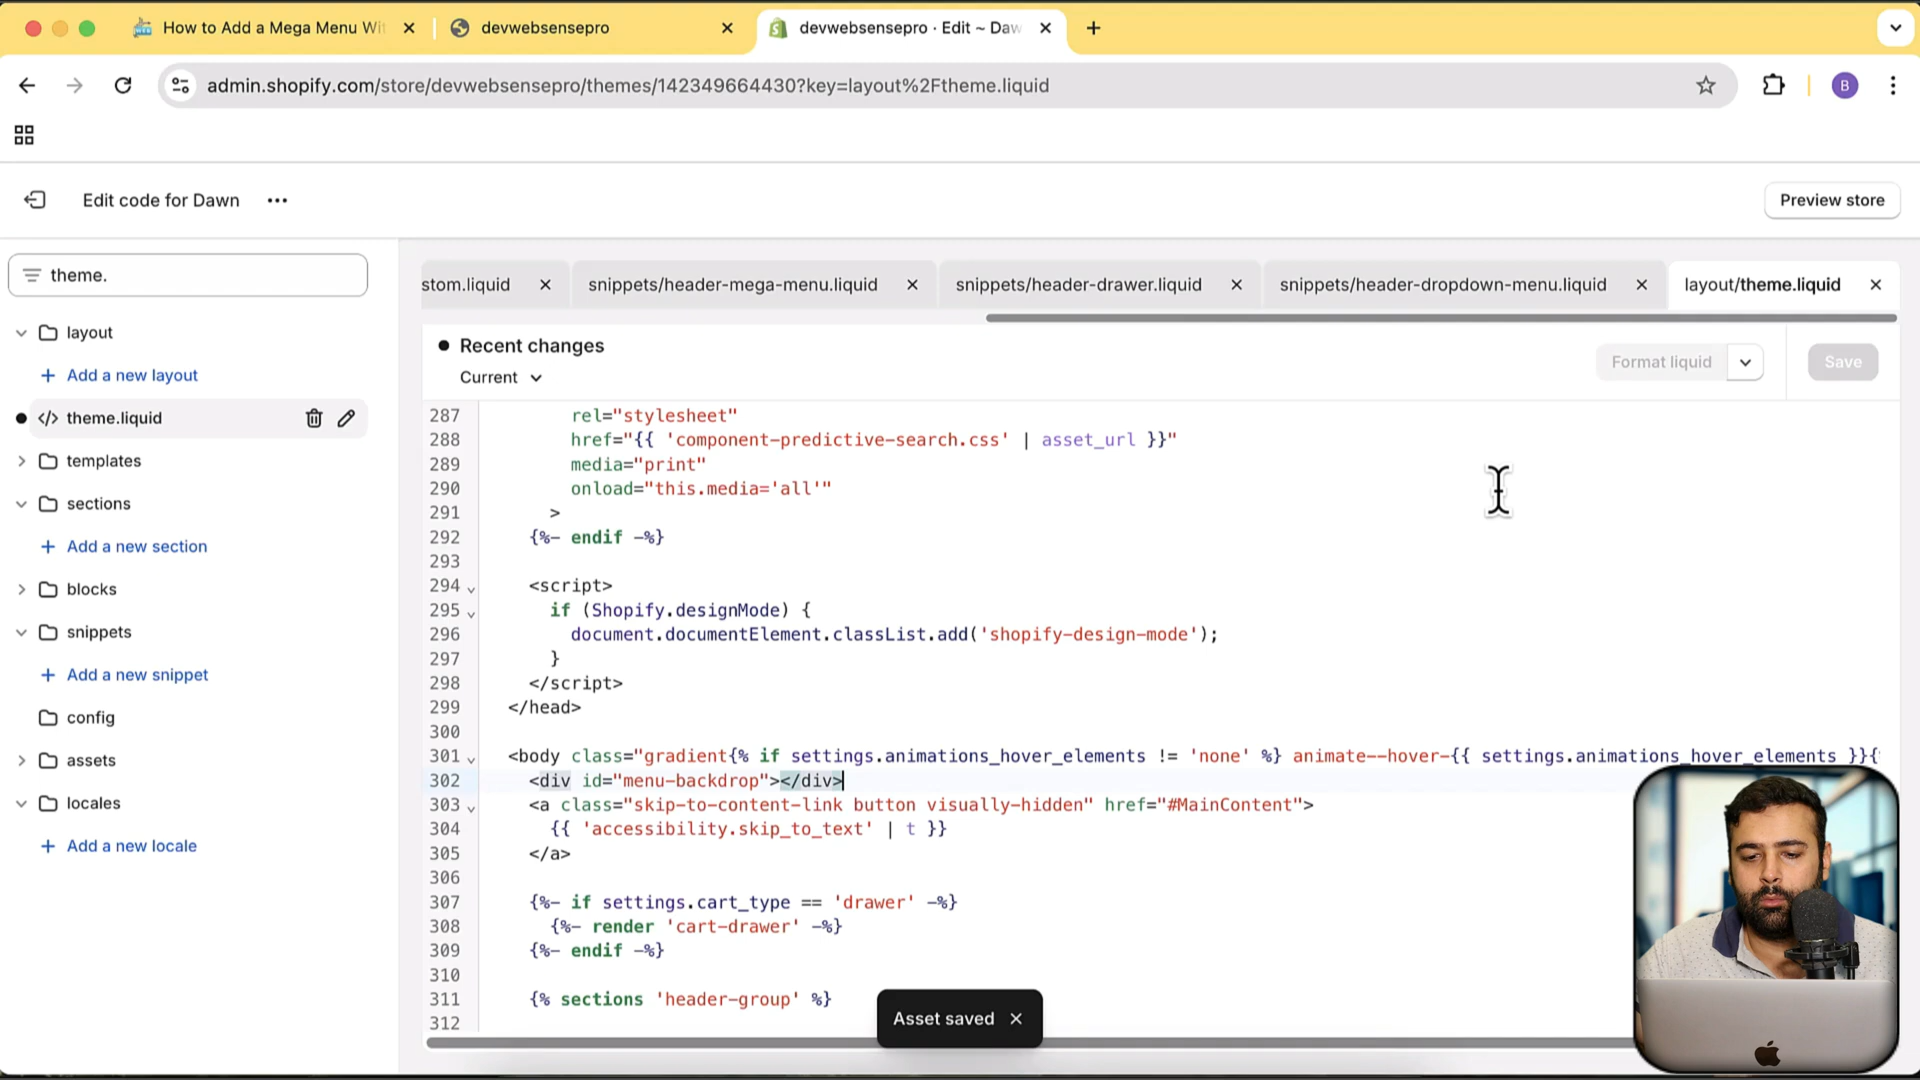 How to Add a Mega Menu Wit
devwebsensepro
devwebsensepro · Edit ~ Daw
admin.shopify.com/store/devwebsensepro/themes/142349664430?key=layout%2Ftheme.liquid
B
Edit code for Dawn
Preview store
theme.
layout
Add a new layout
theme.liquid
templates
sections
Add a new section
blocks
snippets
Add a new snippet
config
assets
locales
Add a new locale
stom.liquid
snippets/header-mega-menu.liquid
snippets/header-drawer.liquid
snippets/header-dropdown-menu.liquid
layout/theme.liquid
Recent changes
Current
Format liquid
Save
287 rel="stylesheet"
288 href="{{ 'component-predictive-search.css' | asset_url }}"
289 media="print"
290 onload="this.media='all'"
291 >
292 {%- endif -%}
293
294 <script>
295 if (Shopify.designMode) {
296 document.documentElement.classList.add('shopify-design-mode');
297 }
298 </script>
299 </head>
300
301 <body class="gradient{% if settings.animations_hover_elements != 'none' %} animate--hover-{{ settings.animations_hover_elements }}{
302 <div id="menu-backdrop"></div>
303 <a class="skip-to-content-link button visually-hidden" href="#MainContent">
304 {{ 'accessibility.skip_to_text' | t }}
305 </a>
306
307 {%- if settings.cart_type == 'drawer' -%}
308 {%- render 'cart-drawer' -%}
309 {%- endif -%}
310
311 {% sections 'header-group' %}
312
Asset saved